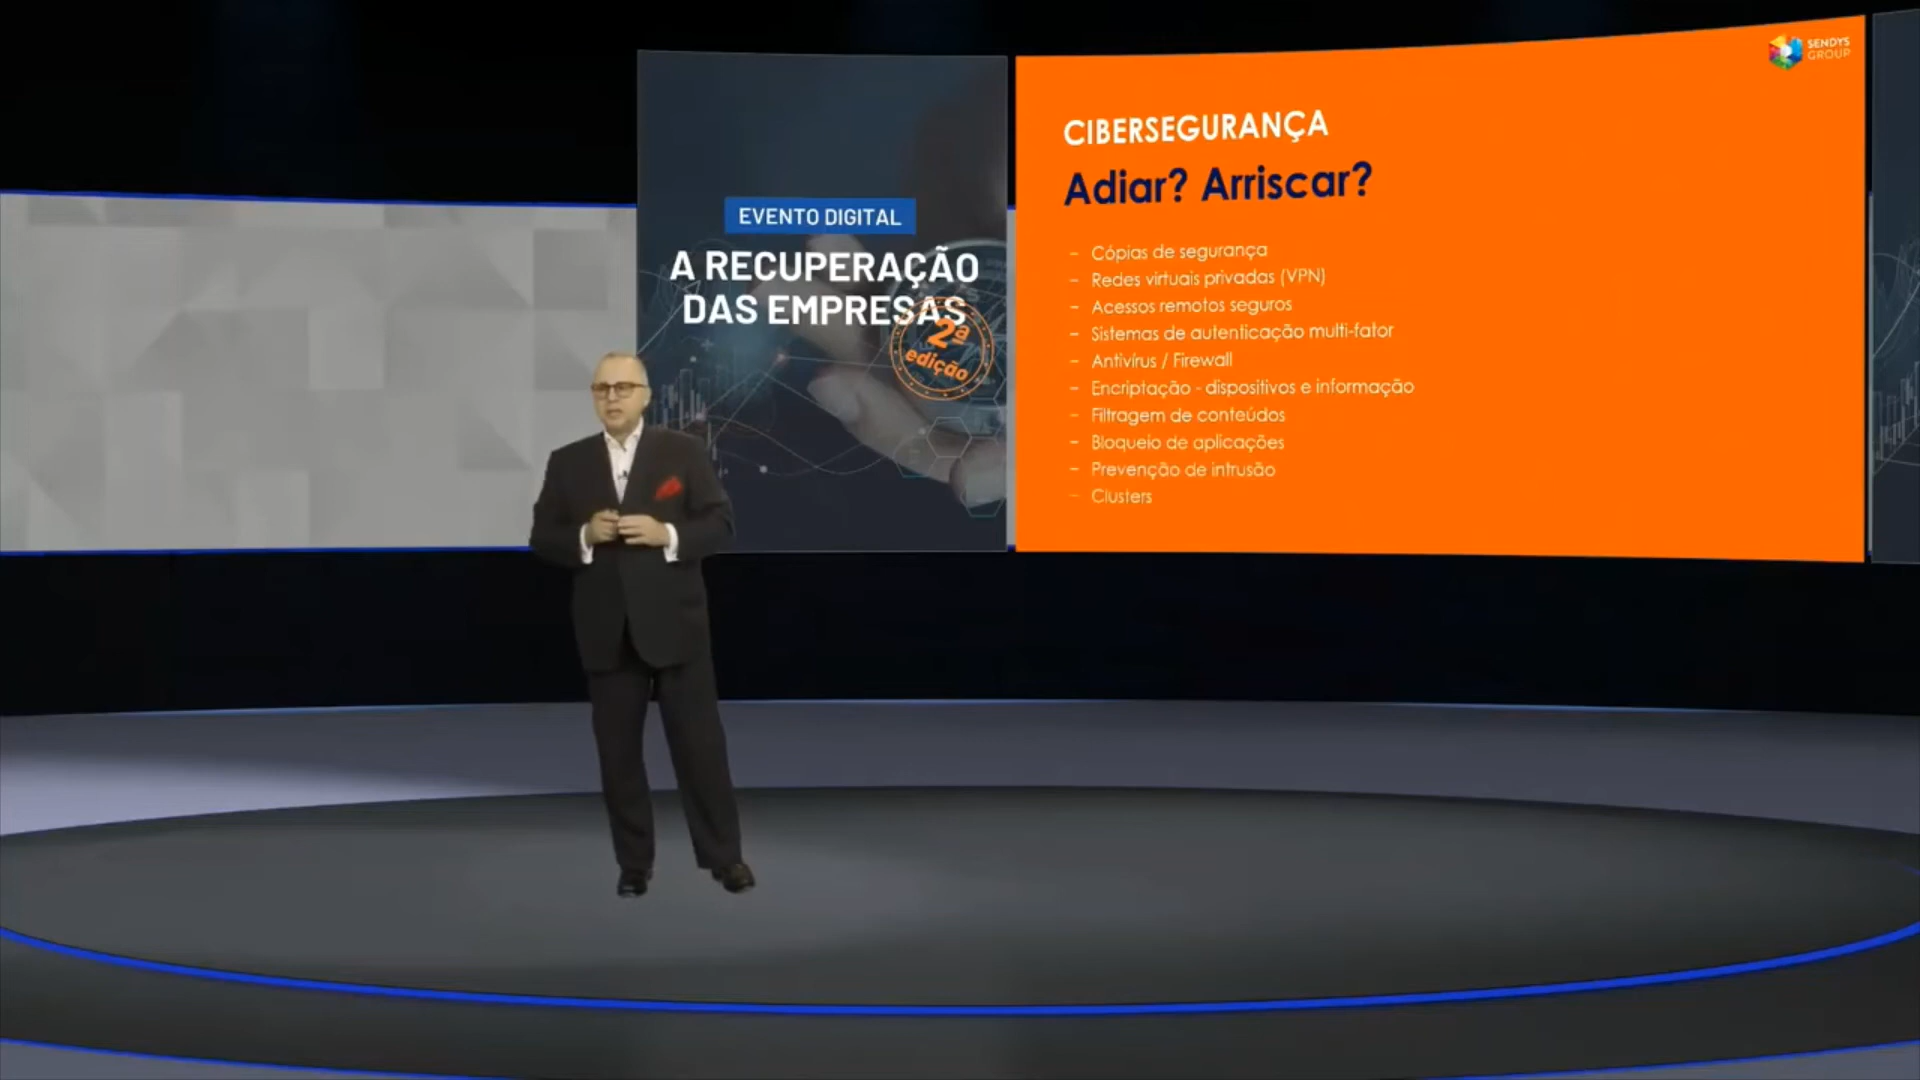 EVENTO DIGITAL
A RECUPERAÇÃO
DAS EMPRESAS
2ª
edição
SENDYS
GROUP
CIBERSEGURANÇA
Adiar? Arriscar?
- Cópias de segurança
- Redes virtuais privadas (VPN)
- Acessos remotos seguros
- Sistemas de autenticação multi-fator
- Antivírus / Firewall
- Encriptação - dispositivos e informação
- Filtragem de conteúdos
- Bloqueio de aplicações
- Prevenção de intrusão
- Clusters